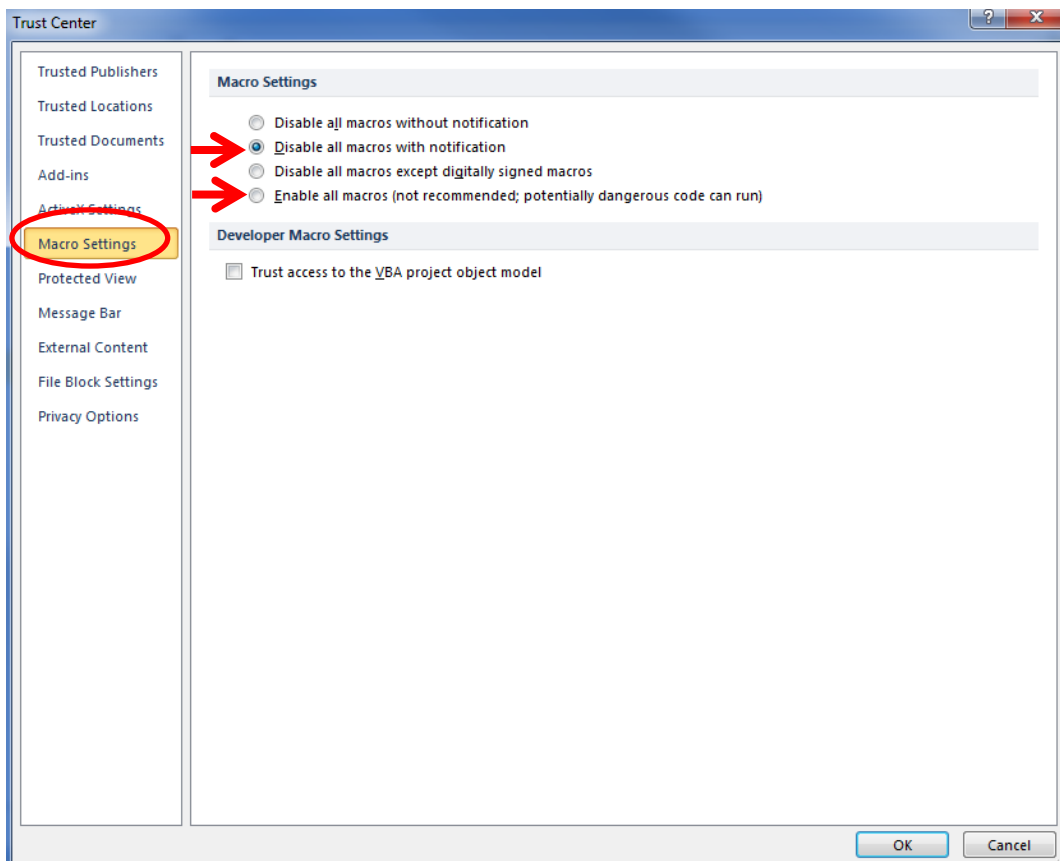 Trust Center
Trusted Publishers
Trusted Locations
Trusted Documents
Add-ins
ActiveX Settings
Macro Settings
Protected View
Message Bar
External Content
File Block Settings
Privacy Options
Macro Settings
Disable all macros without notification
Disable all macros with notification
Disable all macros except digitally signed macros
Enable all macros (not recommended; potentially dangerous code can run)
Developer Macro Settings
Trust access to the VBA project object model
OK
Cancel